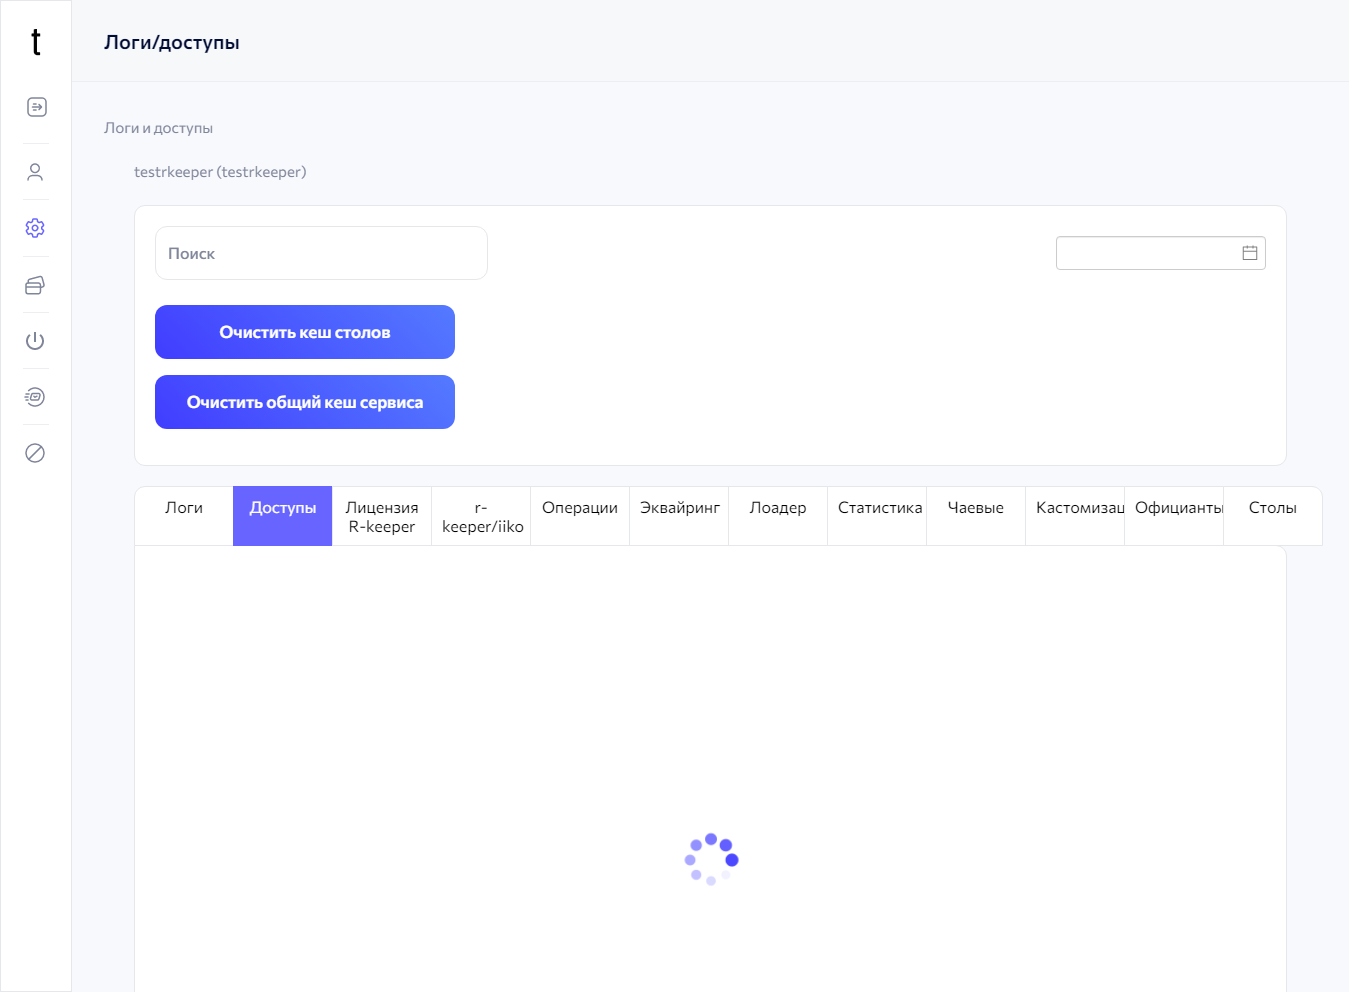 t
Логи/доступы
Логи и доступы
testrkeeper (testrkeeper)
Поиск
Очистить кеш столов
Очистить общий кеш сервиса
Логи
Доступы
Лицензия
R-keeper
r-
keeper/iiko
Операции
Эквайринг
Лоадер
Статистика
Чаевые
Кастомизац
Официанты
Столы